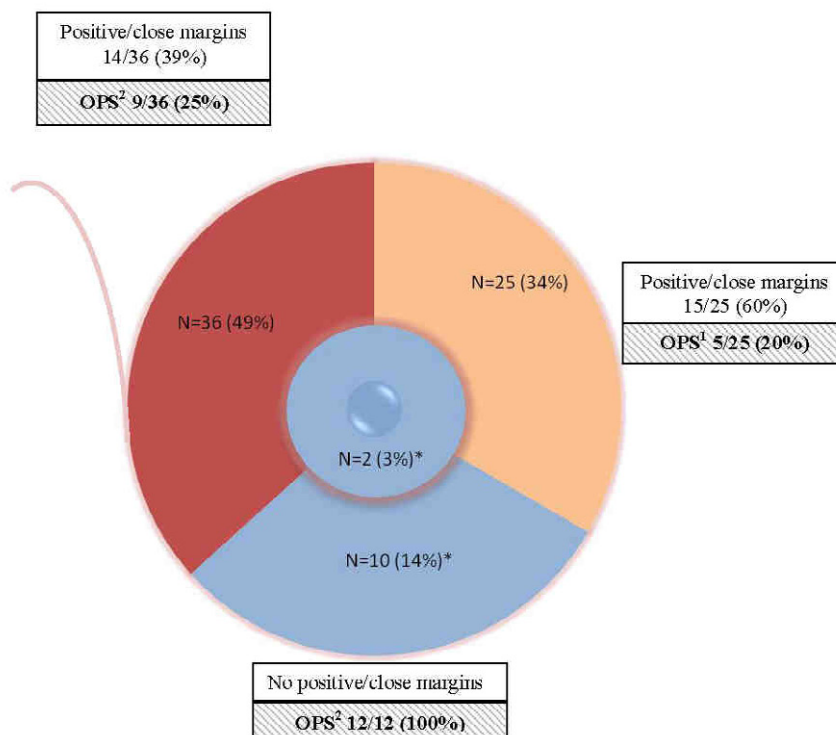 Positive/close margins
14/36 (39%)
OPS² 9/36 (25%)
N=25 (34%)
N=36 (49%)
Positive/close margins
15/25 (60%)
OPS¹ 5/25 (20%)
N=2 (3%)*
N=10 (14%)*
No positive/close margins
OPS² 12/12 (100%)